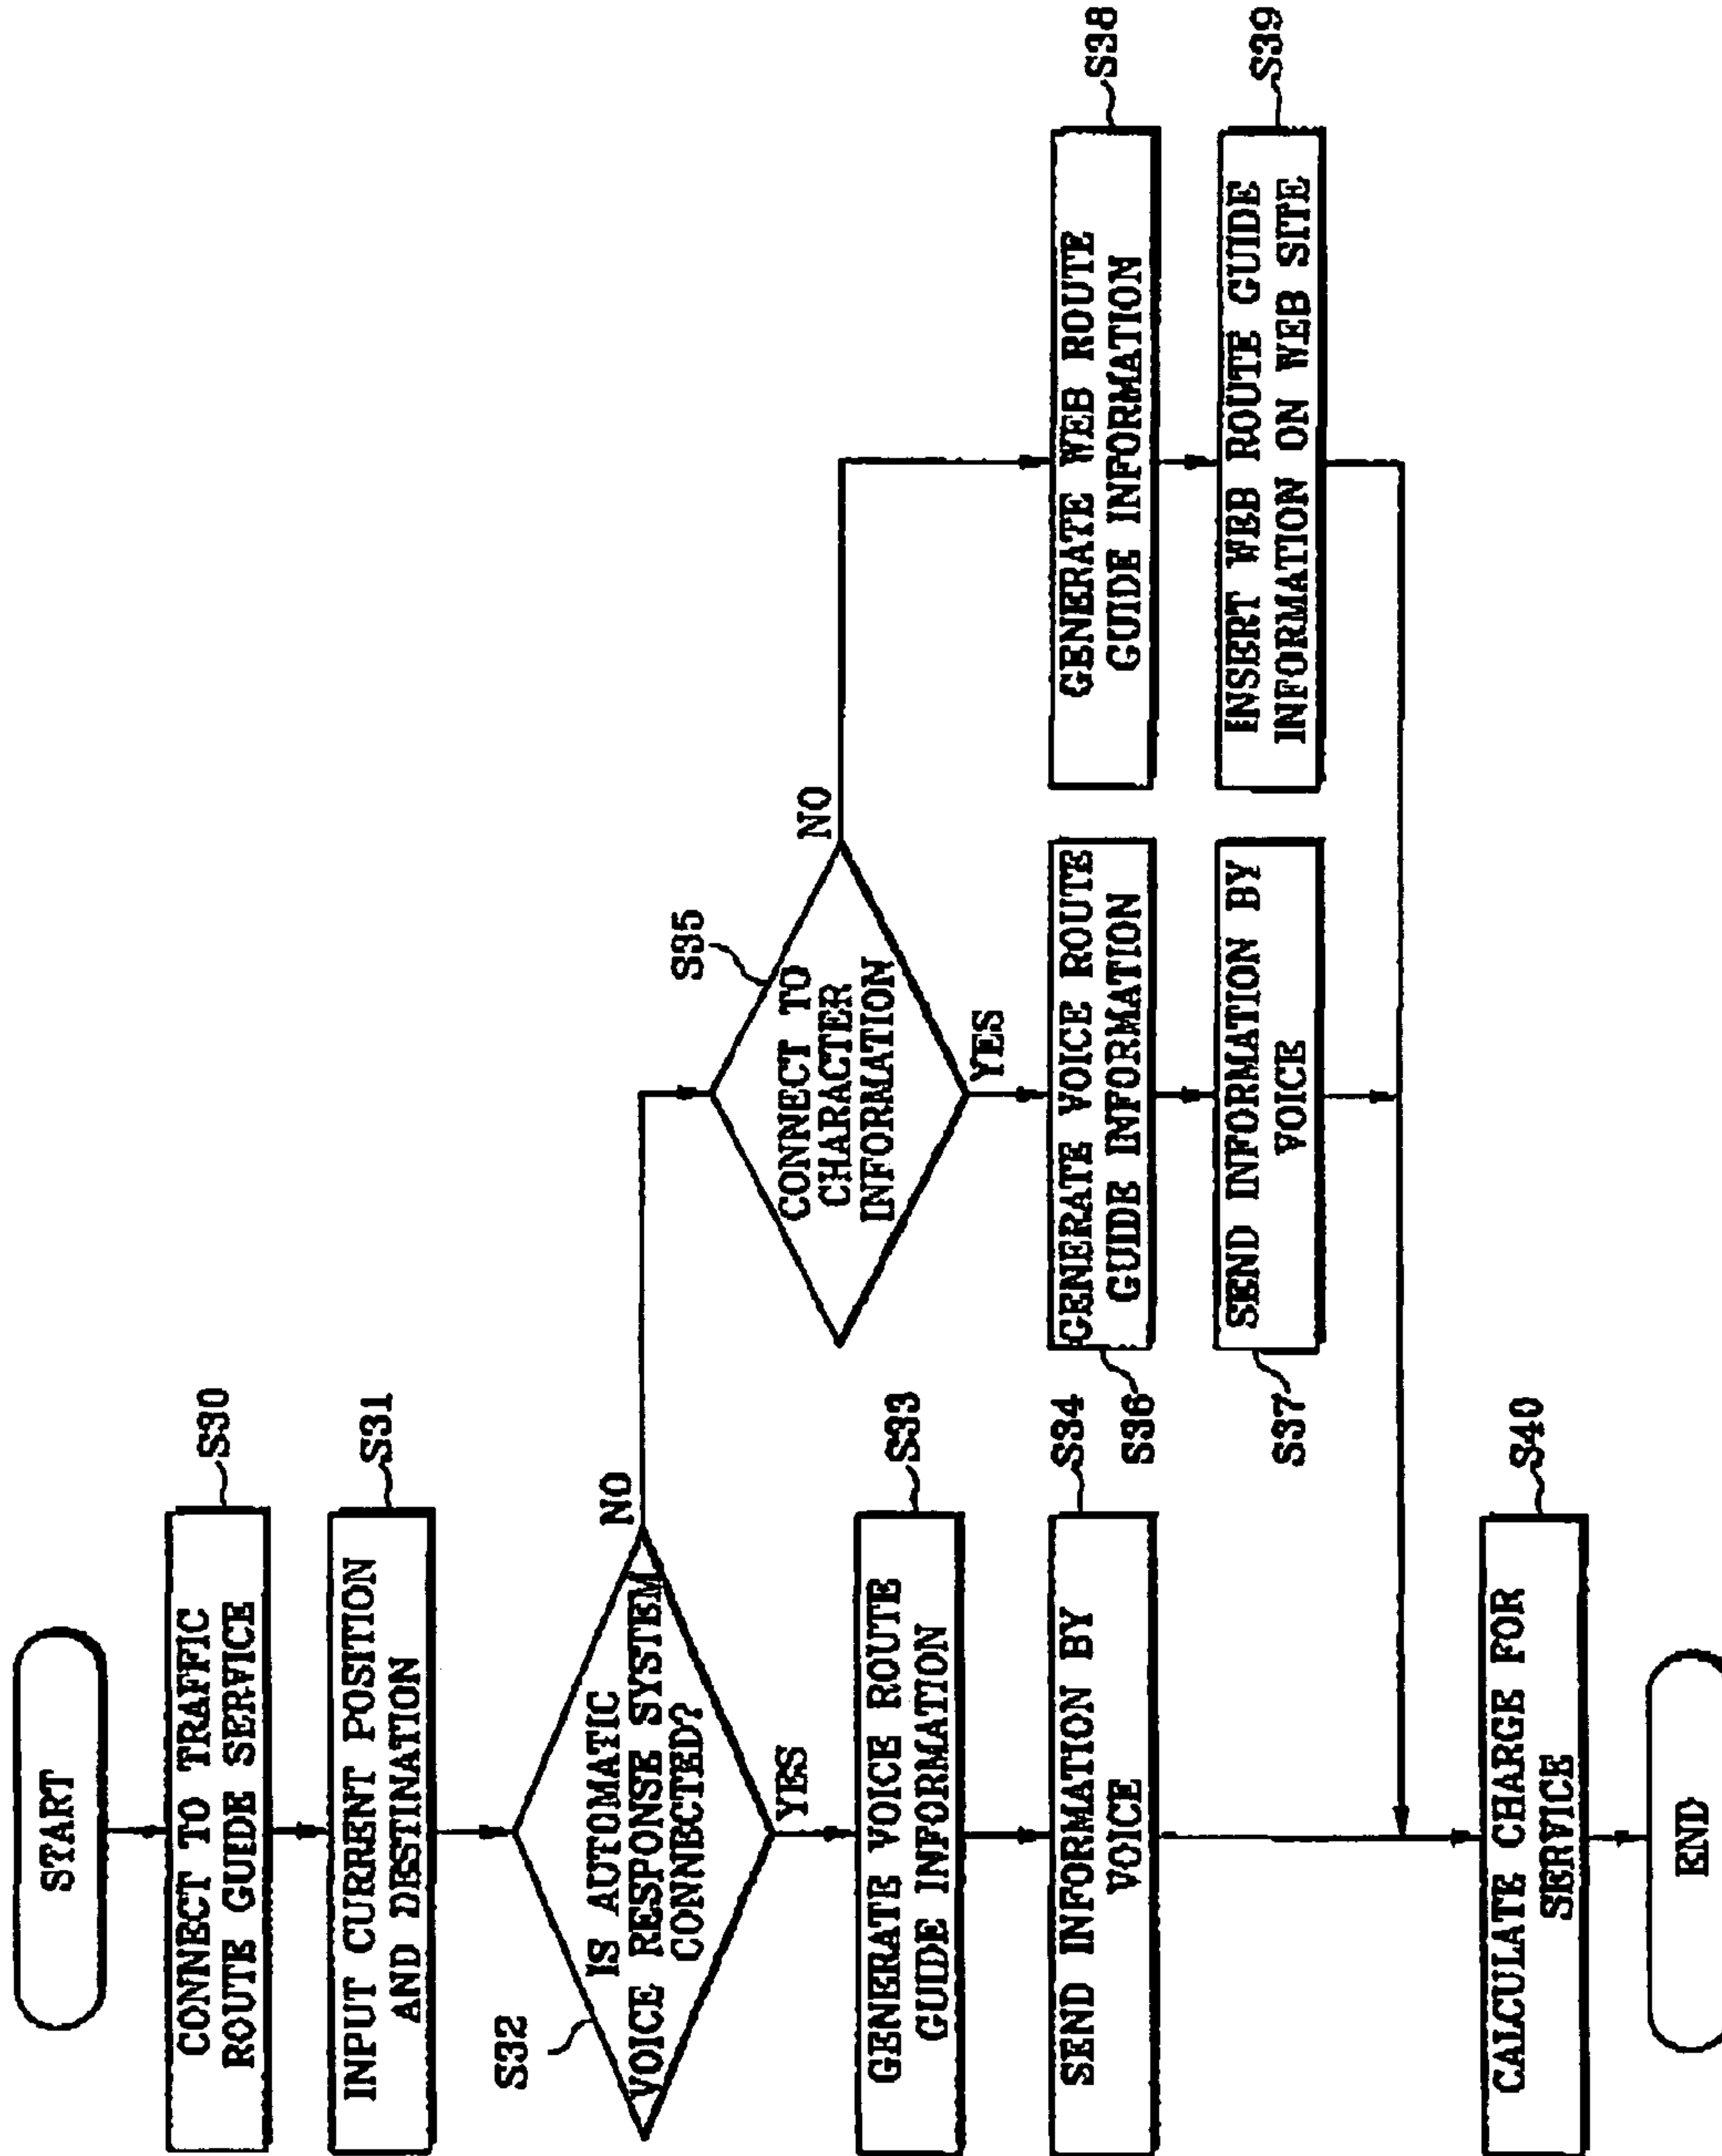 START
CONNECT TO TRAFFIC
ROUTE GUIDE SERVICE
S30
INPUT CURRENT POSITION
AND DESTINATION
S31
S32
IS AUTOMATIC
VOICE RESPONSE SYSTEM
CONNECTED?
NO
YES
GENERATE VOICE ROUTE
GUIDE INFORMATION
S33
SEND INFORMATION BY
VOICE
S34
S35
CONNECT TO
CHARACTER
INFORMATION
NO
YES
GENERATE VOICE ROUTE
GUIDE INFORMATION
S36
SEND INFORMATION BY
VOICE
S37
GENERATE WEB ROUTE
GUIDE INFORMATION
S38
INSERT WEB ROUTE GUIDE
INFORMATION ON WEB SITE
S39
CALCULATE CHARGE FOR
SERVICE
S40
END